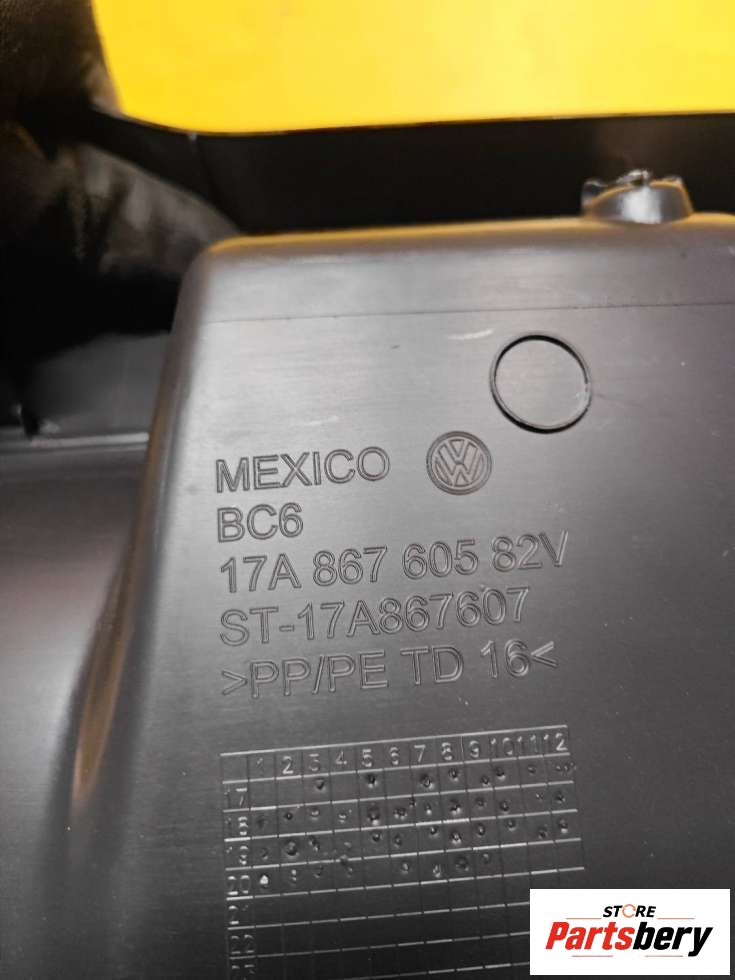 MEXICO
BC6
17A 867 605 82V
ST-17A867607
>PP/PE TD 16<
1 2 3 4 5 6 7 8 9 10 11 12
17
18
19
20
STORE
Partsbery